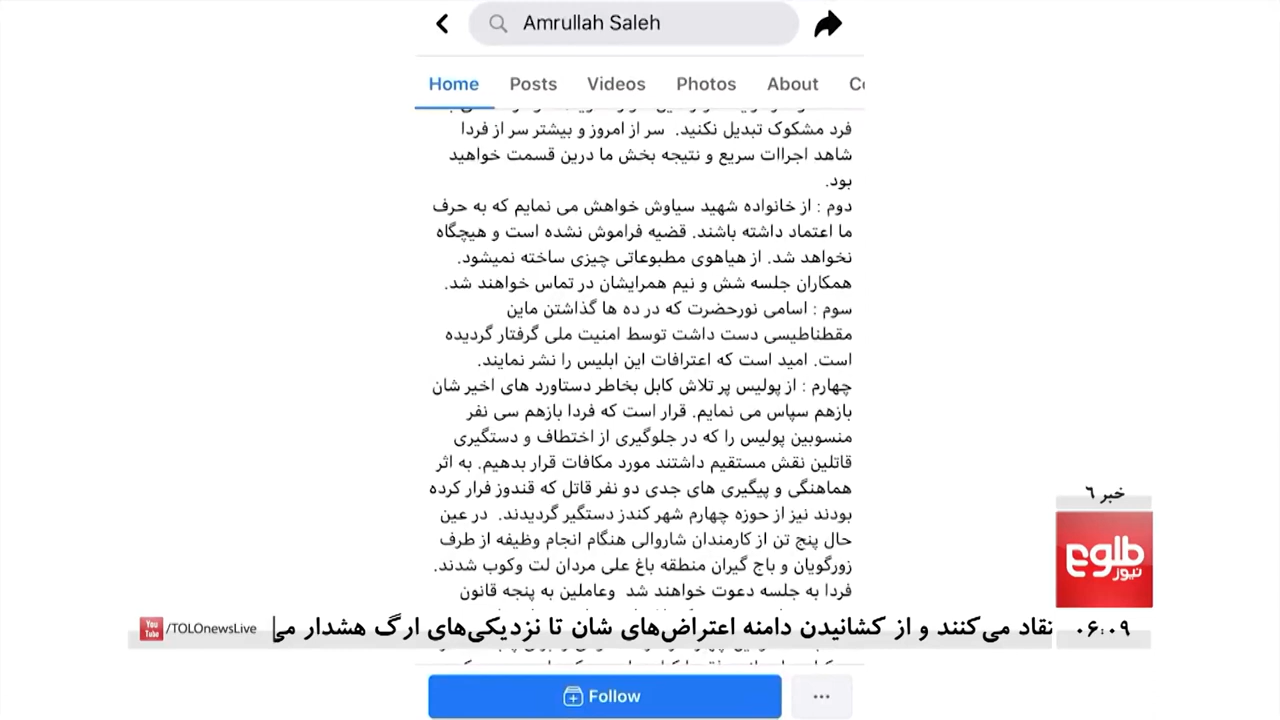 Amrullah Saleh
Home Posts Videos Photos About
فرد مشکوک تبدیل نکنید. سر از امروز و بیشتر سر از فردا
شاهد اجراات سریع و نتیجه بخش ما درین قسمت خواهید
بود.
دوم : از خانواده شهید سیاوش خواهش می نمایم که به حرف
ما اعتماد داشته باشند. قضیه فراموش نشده است و هیچگاه
نخواهد شد. از هیاهوی مطبوعاتی چیزی ساخته نمیشود.
همکاران جلسه شش و نیم همرایشان در تماس خواهند شد.
سوم : اسامی نورحضرت که در ده ها گذاشتن ماین
مقطناطیسی دست داشت توسط امنیت ملی گرفتار گردیده
است. امید است که اعترافات این ابلیس را نشر نمایند.
چهارم : از پولیس پر تلاش کابل بخاطر دستاورد های اخیر شان
بازهم سپاس می نمایم. قرار است که فردا بازهم سی نفر
منسوبین پولیس را که در جلوگیری از اختطاف و دستگیری
قاتلین نقش مستقیم داشتند مورد مکافات قرار بدهیم. به اثر
هماهنگی و پیگیری های جدی دو نفر قاتل که قندوز فرار کرده
بودند نیز از حوزه چهارم شهر کندز دستگیر گردیدند. در عین
حال پنج تن از کارمندان شاروالی هنگام انجام وظیفه از طرف
زورگویان و باج گیران منطقه باغ علی مردان لت وکوب شدند.
فردا به جلسه دعوت خواهند شد وعاملین به پنجه قانون
خبر ٦
طلوع
نیوز
٠٦:٠٩
نقاد می‌کنند و از کشانیدن دامنه اعتراض‌های شان تا نزدیکی‌های ارگ هشدار می
You Tube /TOLOnewsLive
Follow